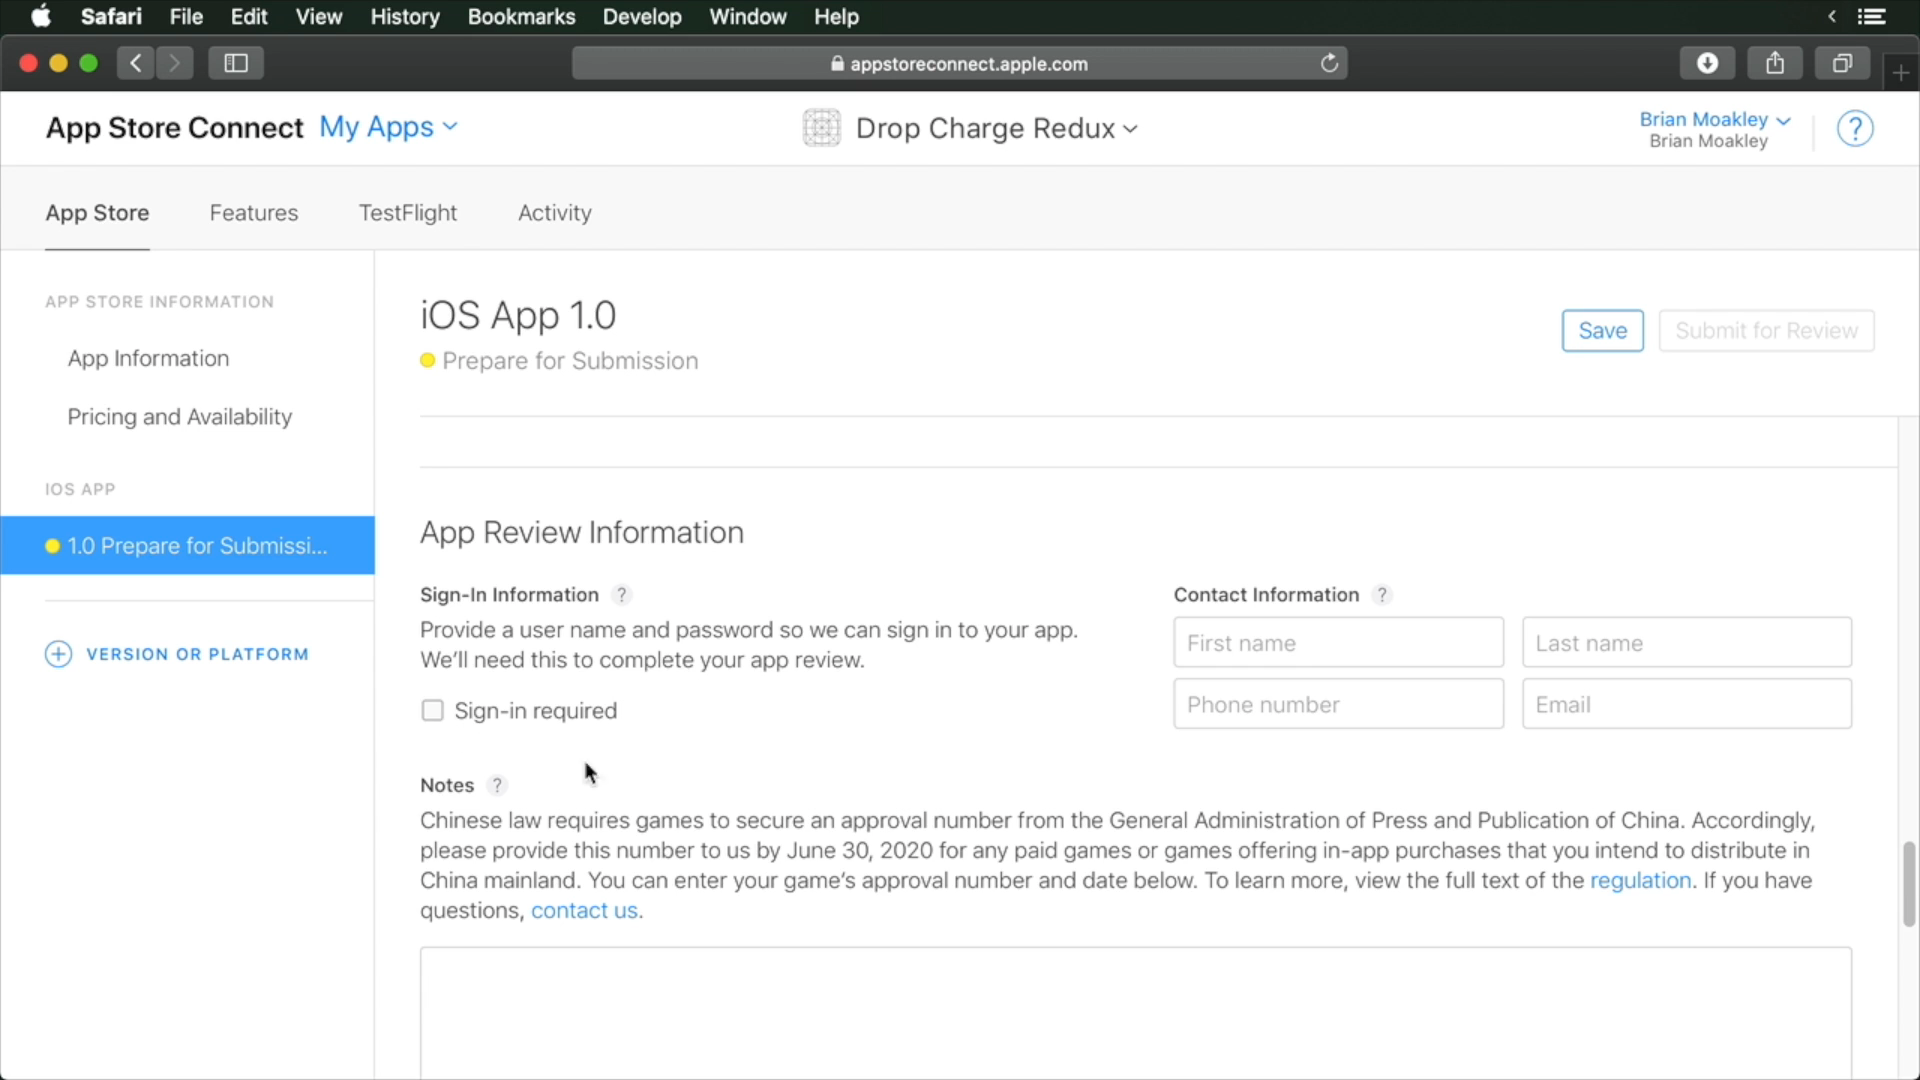 Safari File Edit View History Bookmarks Develop Window Help
appstoreconnect.apple.com
App Store Connect My Apps
Drop Charge Redux
Brian Moakley
Brian Moakley
?
App Store Features TestFlight Activity
APP STORE INFORMATION
App Information
Pricing and Availability
IOS APP
1.0 Prepare for Submissi...
VERSION OR PLATFORM
iOS App 1.0
Prepare for Submission
Save Submit for Review
App Review Information
Sign-In Information ?
Provide a user name and password so we can sign in to your app.
We'll need this to complete your app review.
Sign-in required
Contact Information ?
First name Last name
Phone number Email
Notes ?
Chinese law requires games to secure an approval number from the General Administration of Press and Publication of China. Accordingly,
please provide this number to us by June 30, 2020 for any paid games or games offering in-app purchases that you intend to distribute in
China mainland. You can enter your game's approval number and date below. To learn more, view the full text of the regulation. If you have
questions, contact us.